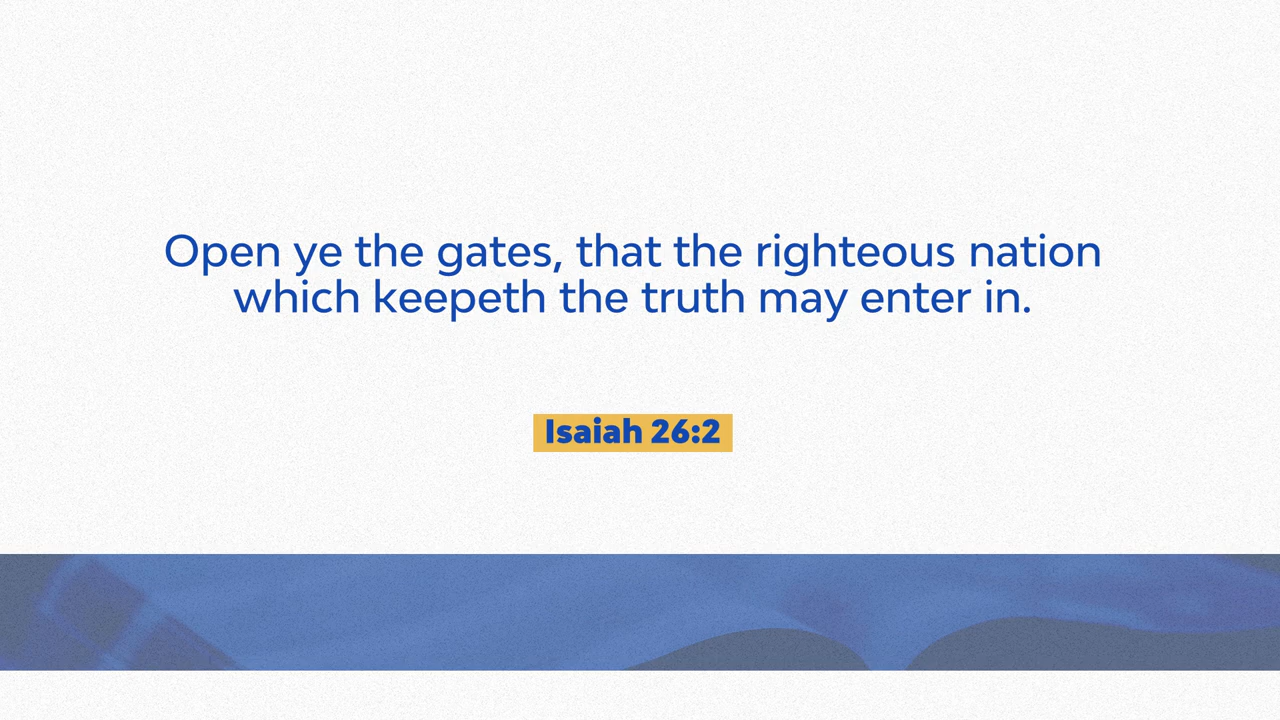 Open ye the gates, that the righteous nation
which keepeth the truth may enter in.
Isaiah 26:2